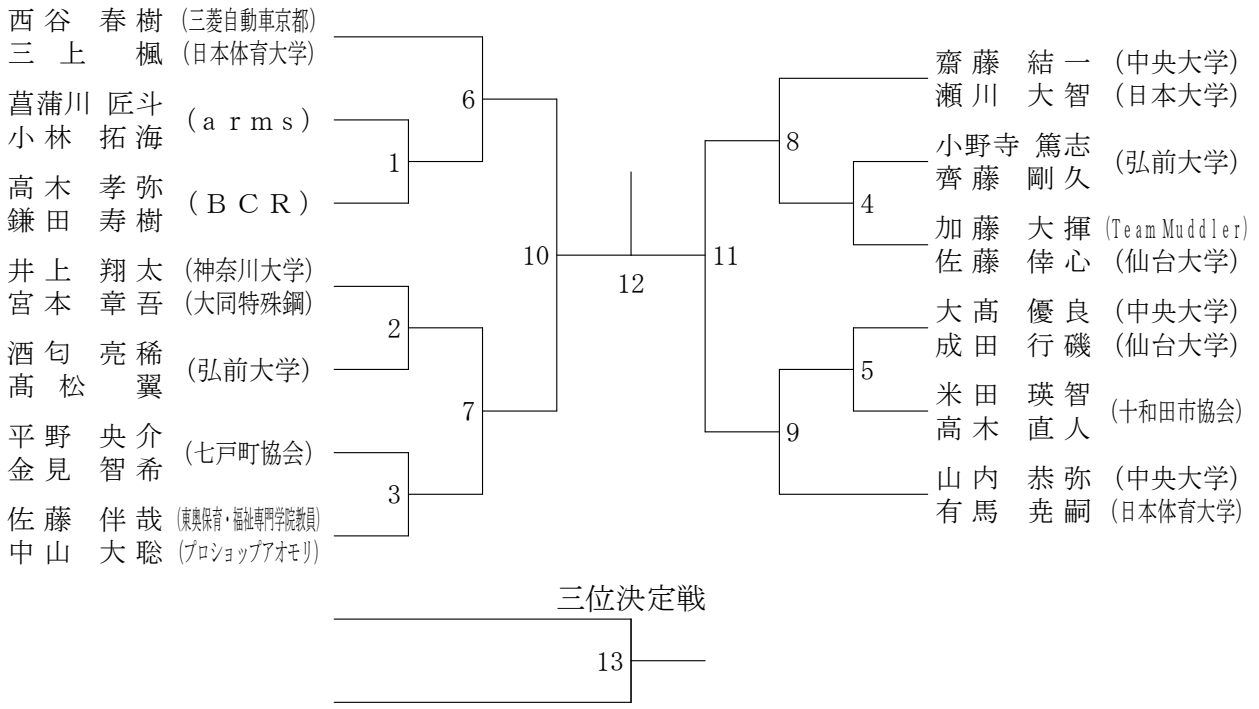 西谷 春樹 (三菱自動車京都)
三上 楓 (日本体育大学)
菖蒲川 匠斗
小林 拓海
(arms)
高木 孝弥
鎌田 寿樹
(BCR)
井上 翔太 (神奈川大学)
宮本 章吾 (大同特殊鋼)
酒匂 亮稀
髙松 翼
(弘前大学)
平野 央介
金見 智希
(七戸町協会)
佐藤 伴哉 (東奥保育・福祉専門学院教員)
中山 大聡 (プロショップアオモリ)
1
2
3
6
7
10
12
11
8
9
4
5
齋藤 結一 (中央大学)
瀬川 大智 (日本大学)
小野寺 篤志
齊藤 剛久
(弘前大学)
加藤 大揮 (Team Muddler)
佐藤 倖心 (仙台大学)
大髙 優良 (中央大学)
成田 行磯 (仙台大学)
米田 瑛智
高木 直人
(十和田市協会)
山内 恭弥 (中央大学)
有馬 尭嗣 (日本体育大学)
三位決定戦
13